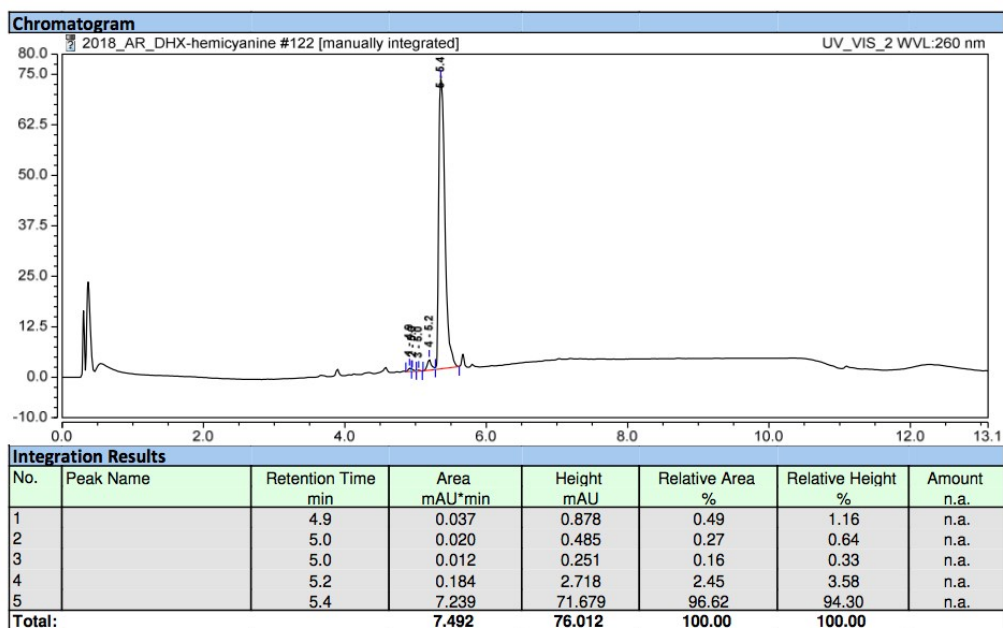 Chromatogram
2018_AR_DHX-hemicyanine #122 [manually integrated] UV_VIS_2 WVL:260 nm
80.0
75.0
62.5
50.0
37.5
25.0
12.5
0.0
-10.0
3 - 5.0
4 - 5.2
5 - 5.4
0.0 2.0 4.0 6.0 8.0 10.0 12.0 13.1
Integration Results
No. Peak Name Retention Time Area Height Relative Area Relative Height Amount
min mAU*min mAU % % n.a.
1 4.9 0.037 0.878 0.49 1.16 n.a.
2 5.0 0.020 0.485 0.27 0.64 n.a.
3 5.0 0.012 0.251 0.16 0.33 n.a.
4 5.2 0.184 2.718 2.45 3.58 n.a.
5 5.4 7.239 71.679 96.62 94.30 n.a.
Total: 7.492 76.012 100.00 100.00